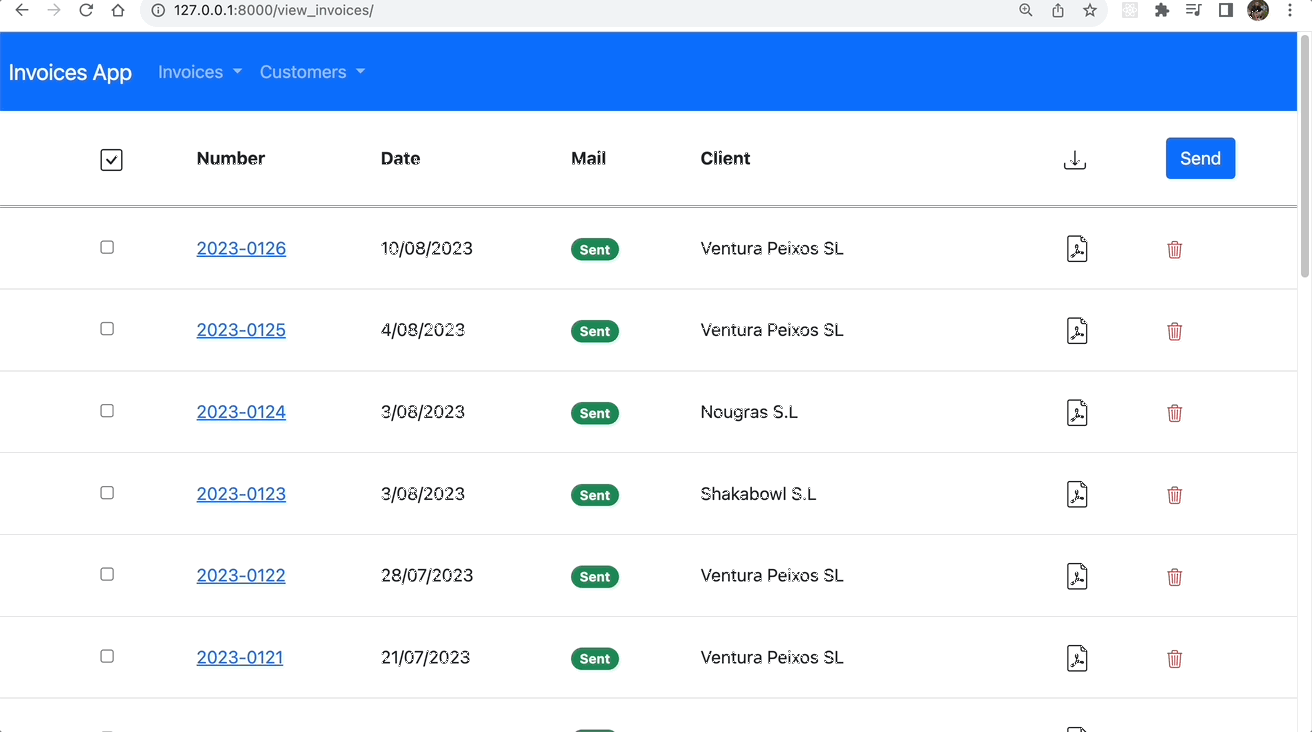 127.0.0.1:8000/view_invoices/
Invoices App Invoices Customers
Number Date Mail Client Send
2023-0126 10/08/2023 Sent Ventura Peixos SL
2023-0125 4/08/2023 Sent Ventura Peixos SL
2023-0124 3/08/2023 Sent Nougras S.L
2023-0123 3/08/2023 Sent Shakabowl S.L
2023-0122 28/07/2023 Sent Ventura Peixos SL
2023-0121 21/07/2023 Sent Ventura Peixos SL